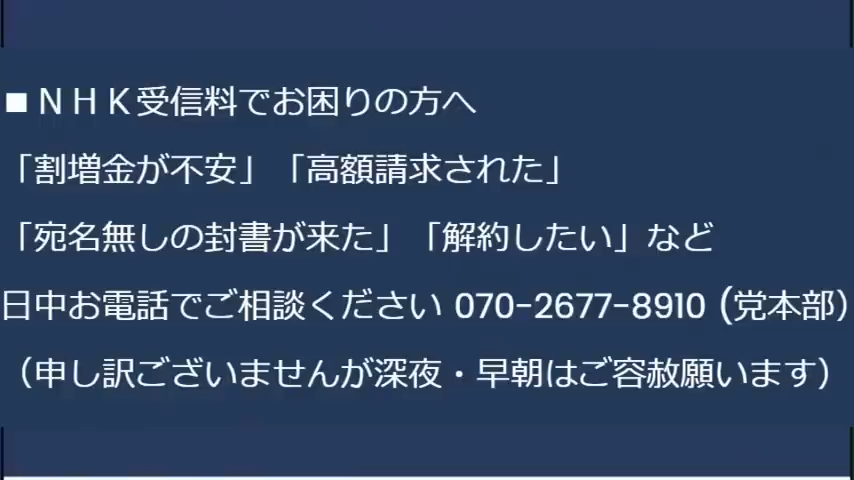 ■ＮＨＫ受信料でお困りの方へ
「割増金が不安」「高額請求された」
「宛名無しの封書が来た」「解約したい」など
日中お電話でご相談ください 070-2677-8910 (党本部)
（申し訳ございませんが深夜・早朝はご容赦願います）